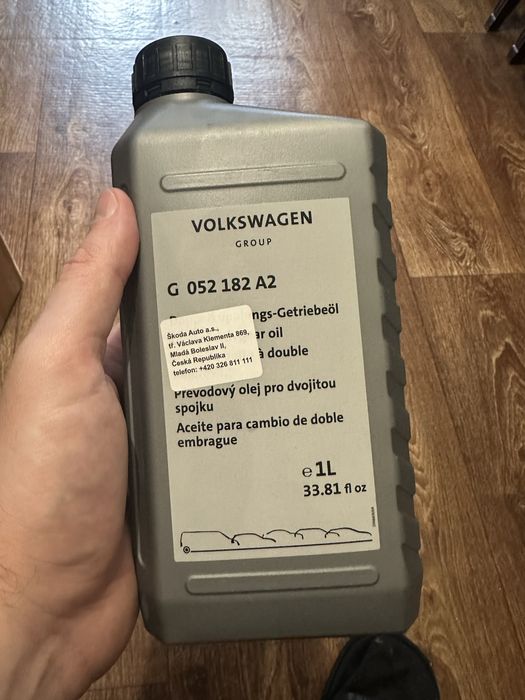 VOLKSWAGEN
GROUP
G 052 182 A2
ngs-Getriebeöl
ar oil
à double
Škoda Auto a.s.,
tř. Václava Klementa 869,
Mladá Boleslav II,
Česká Republika
telefon: +420 326 811 111
Převodový olej pro dvojitou
spojku
Aceite para cambio de doble
embrague
e 1L
33.81 fl oz